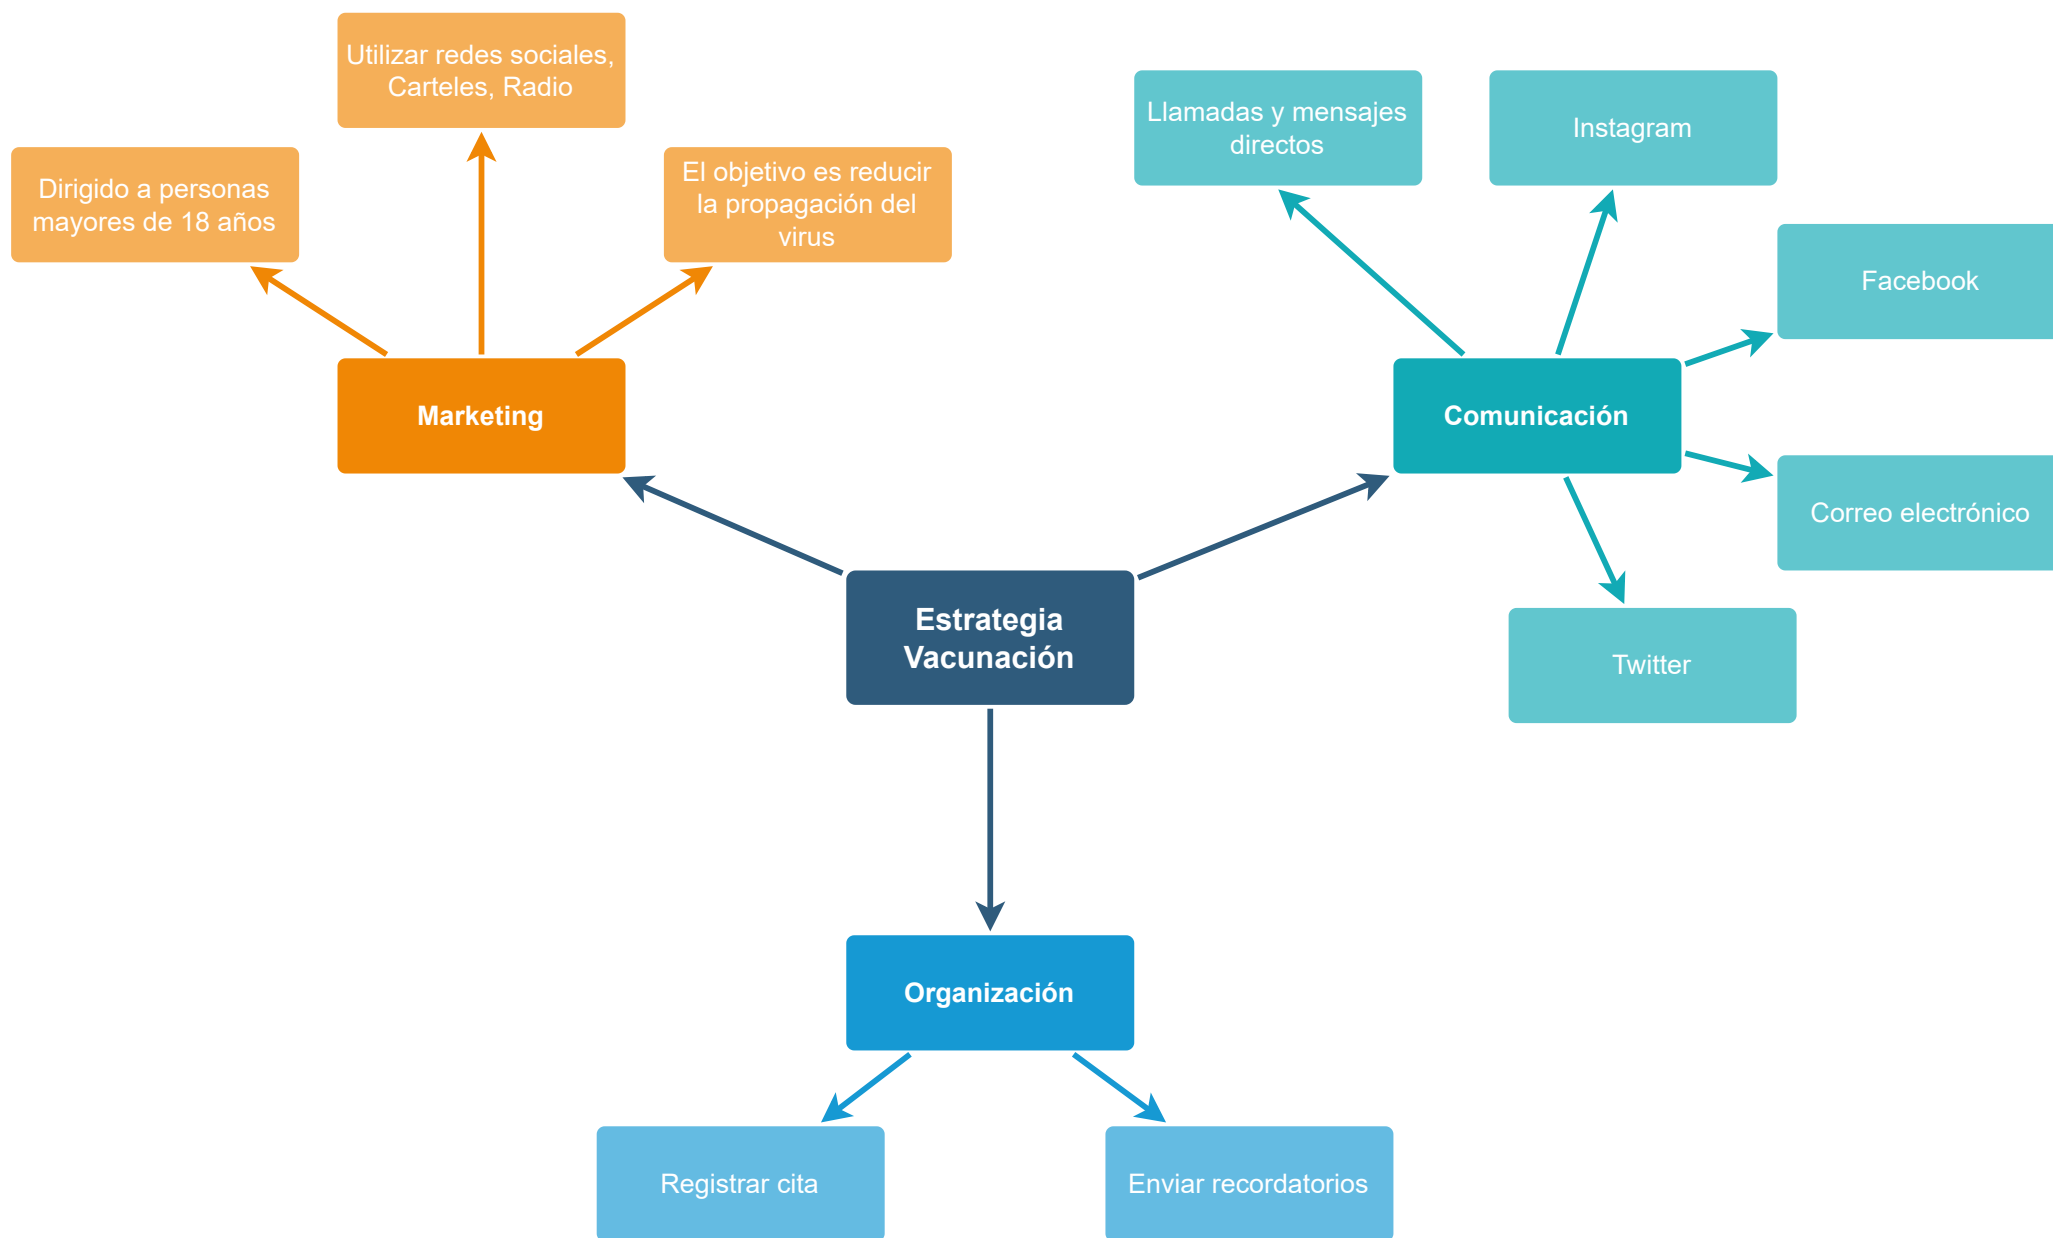 Utilizar redes sociales,
Carteles, Radio
Dirigido a personas
mayores de 18 años
El objetivo es reducir
la propagación del
virus
Marketing
Llamadas y mensajes
directos
Instagram
Facebook
Comunicación
Correo electrónico
Twitter
Estrategia
Vacunación
Organización
Registrar cita
Enviar recordatorios